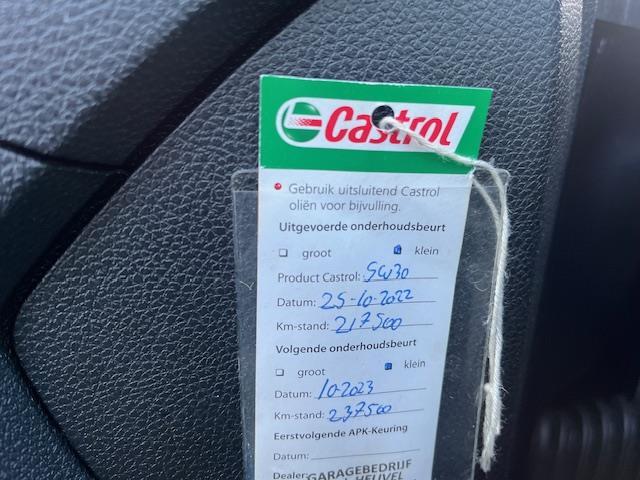 Castrol
Gebruik uitsluitend Castrol
oliën voor bijvulling.
Uitgevoerde onderhoudsbeurt
groot klein
Product Castrol: 5W30
Datum: 25-10-2022
Km-stand: 217500
Volgende onderhoudsbeurt
groot klein
Datum: 10-2023
Km-stand: 237500
Eerstvolgende APK-Keuring
Datum:
Dealer: GARAGEBEDRIJF
HEUVEL